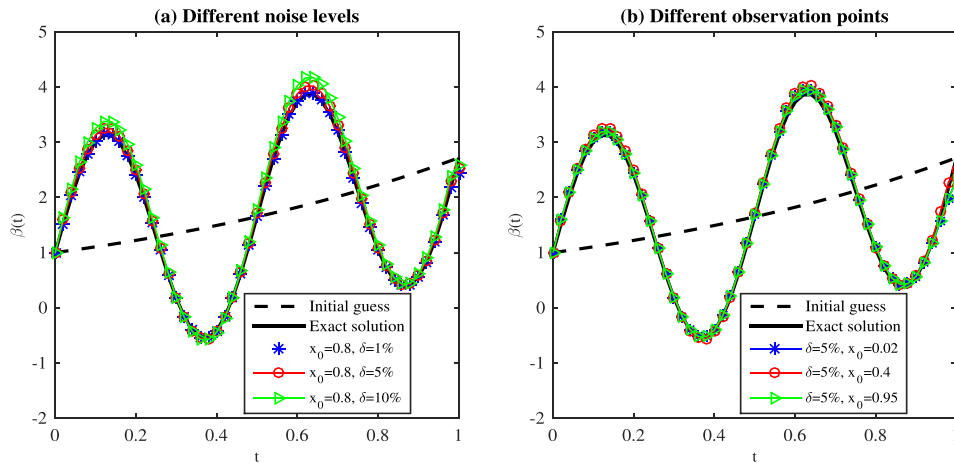 (a) Different noise levels
5
4
3
2
1
0
-1
-2
β(t)
0
0.2
0.4
0.6
0.8
1
t
Initial guess
Exact solution
x0=0.8, δ=1%
x0=0.8, δ=5%
x0=0.8, δ=10%
(b) Different observation points
5
4
3
2
1
0
-1
-2
β(t)
0
0.2
0.4
0.6
0.8
1
t
Initial guess
Exact solution
δ=5%, x0=0.02
δ=5%, x0=0.4
δ=5%, x0=0.95